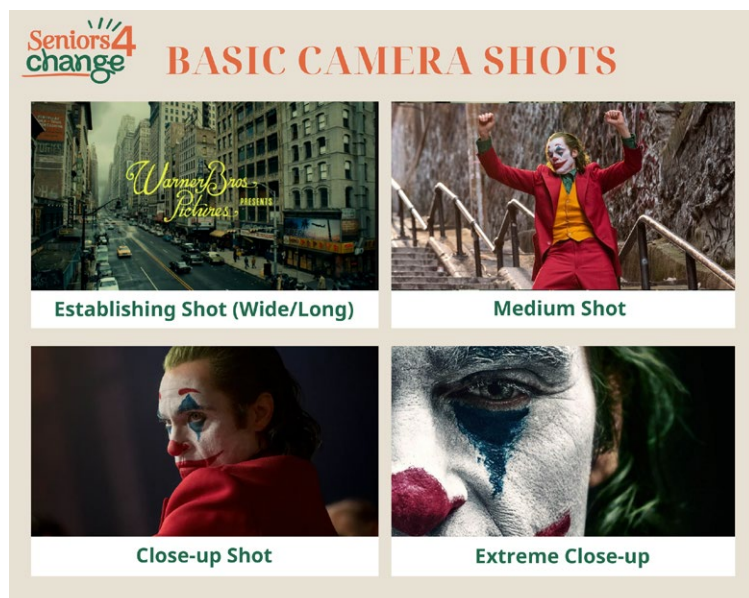 Seniors4
change
BASIC CAMERA SHOTS
Warner Bros.
Pictures
PRESENTS
Establishing Shot (Wide/Long)
Medium Shot
Close-up Shot
Extreme Close-up